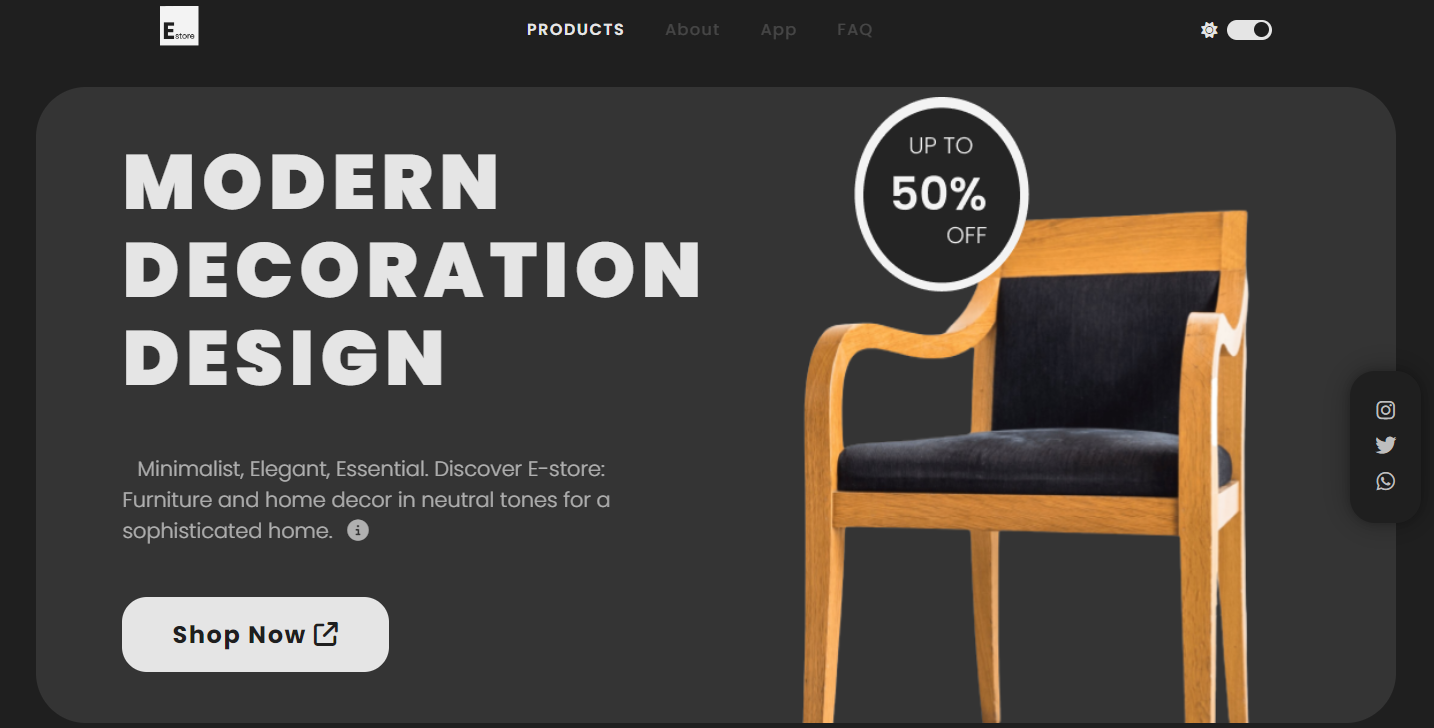 Estore
PRODUCTS About App FAQ
MODERN
DECORATION
DESIGN
UP TO
50%
OFF
Minimalist, Elegant, Essential. Discover E-store:
Furniture and home decor in neutral tones for a
sophisticated home. i
Shop Now